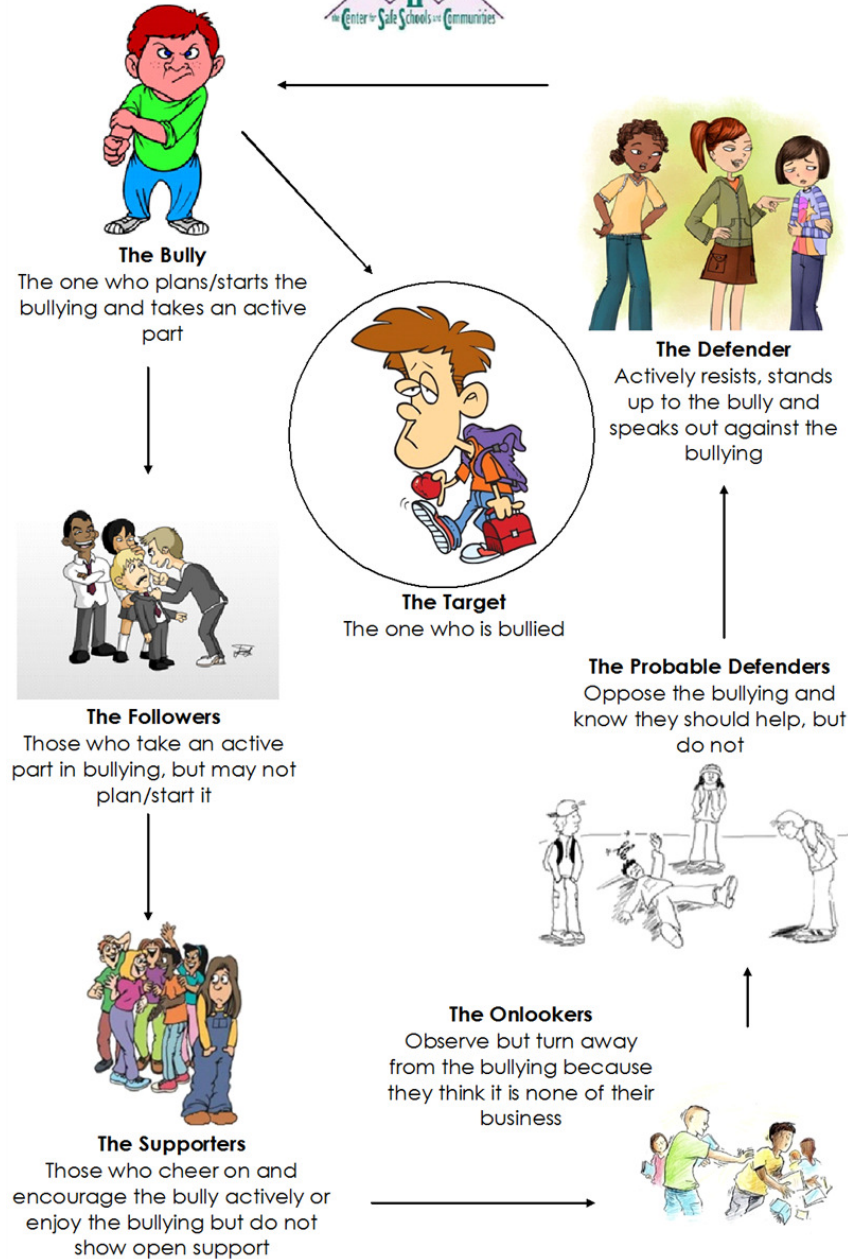 the Center for Safe Schools and Communities
The Bully
The one who plans/starts the
bullying and takes an active
part
The Defender
Actively resists, stands
up to the bully and
speaks out against the
bullying
The Target
The one who is bullied
The Followers
Those who take an active
part in bullying, but may not
plan/start it
The Probable Defenders
Oppose the bullying and
know they should help, but
do not
The Onlookers
Observe but turn away
from the bullying because
they think it is none of their
business
The Supporters
Those who cheer on and
encourage the bully actively or
enjoy the bullying but do not
show open support